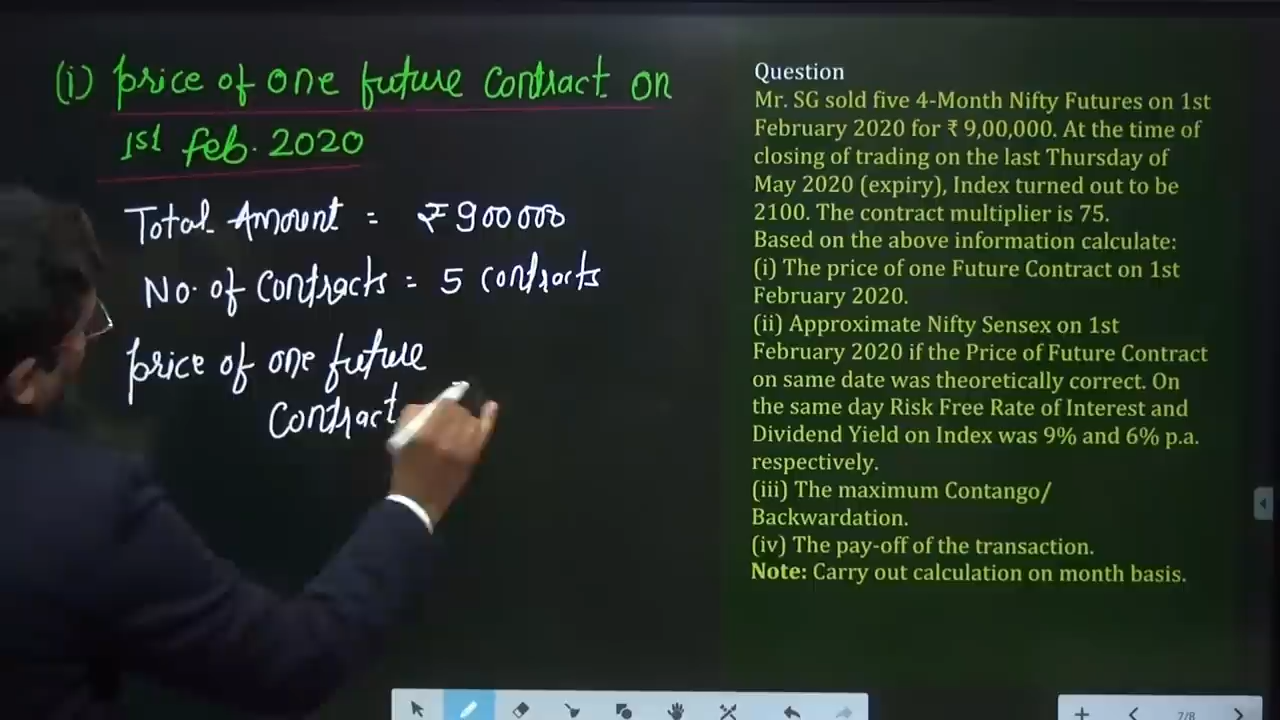 (i) price of one future contract on
1st feb. 2020
Total Amount = ₹ 900000
No. of Contracts = 5 contracts
price of one future
Contract
Question
Mr. SG sold five 4-Month Nifty Futures on 1st
February 2020 for ₹ 9,00,000. At the time of
closing of trading on the last Thursday of
May 2020 (expiry), Index turned out to be
2100. The contract multiplier is 75.
Based on the above information calculate:
(i) The price of one Future Contract on 1st
February 2020.
(ii) Approximate Nifty Sensex on 1st
February 2020 if the Price of Future Contract
on same date was theoretically correct. On
the same day Risk Free Rate of Interest and
Dividend Yield on Index was 9% and 6% p.a.
respectively.
(iii) The maximum Contango/
Backwardation.
(iv) The pay-off of the transaction.
Note: Carry out calculation on month basis.
7/8